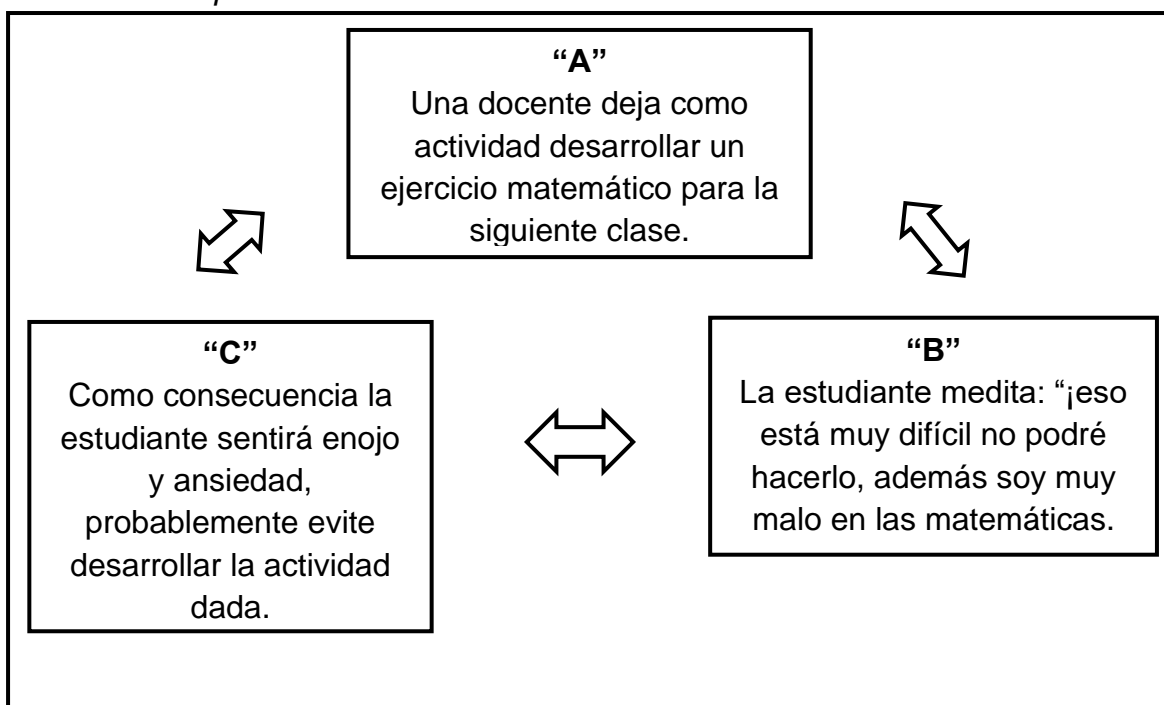 “A”
Una docente deja como
actividad desarrollar un
ejercicio matemático para la
siguiente clase.
“B”
La estudiante medita: “¡eso
está muy difícil no podré
hacerlo, además soy muy
malo en las matemáticas.
“C”
Como consecuencia la
estudiante sentirá enojo
y ansiedad,
probablemente evite
desarrollar la actividad
dada.